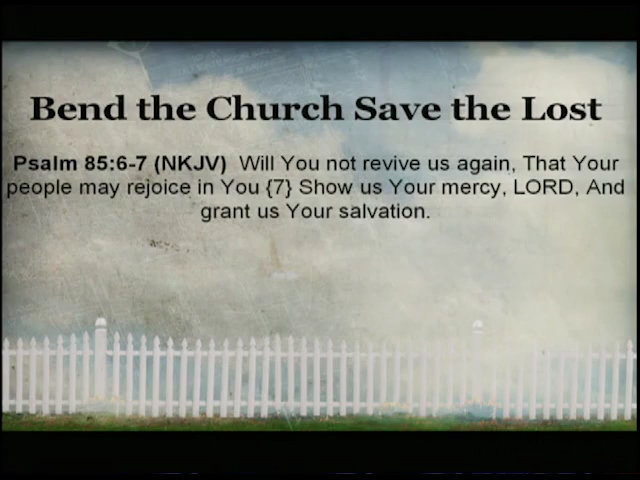 Bend the Church Save the Lost
Psalm 85:6-7 (NKJV)  Will You not revive us again, That Your
people may rejoice in You {7} Show us Your mercy, LORD, And
grant us Your salvation.